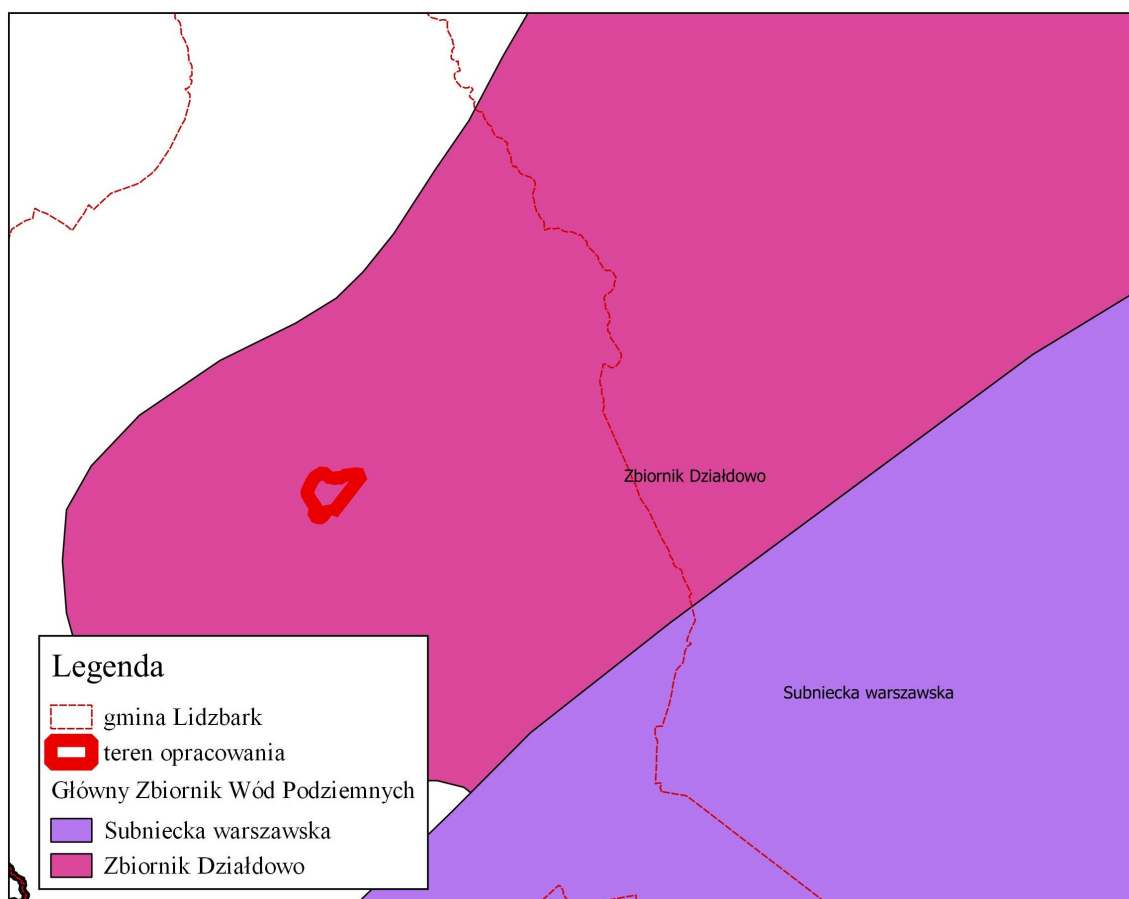 Zbiornik Działdowo
Subniecka warszawska
Legenda
gmina Lidzbark
teren opracowania
Główny Zbiornik Wód Podziemnych
Subniecka warszawska
Zbiornik Działdowo